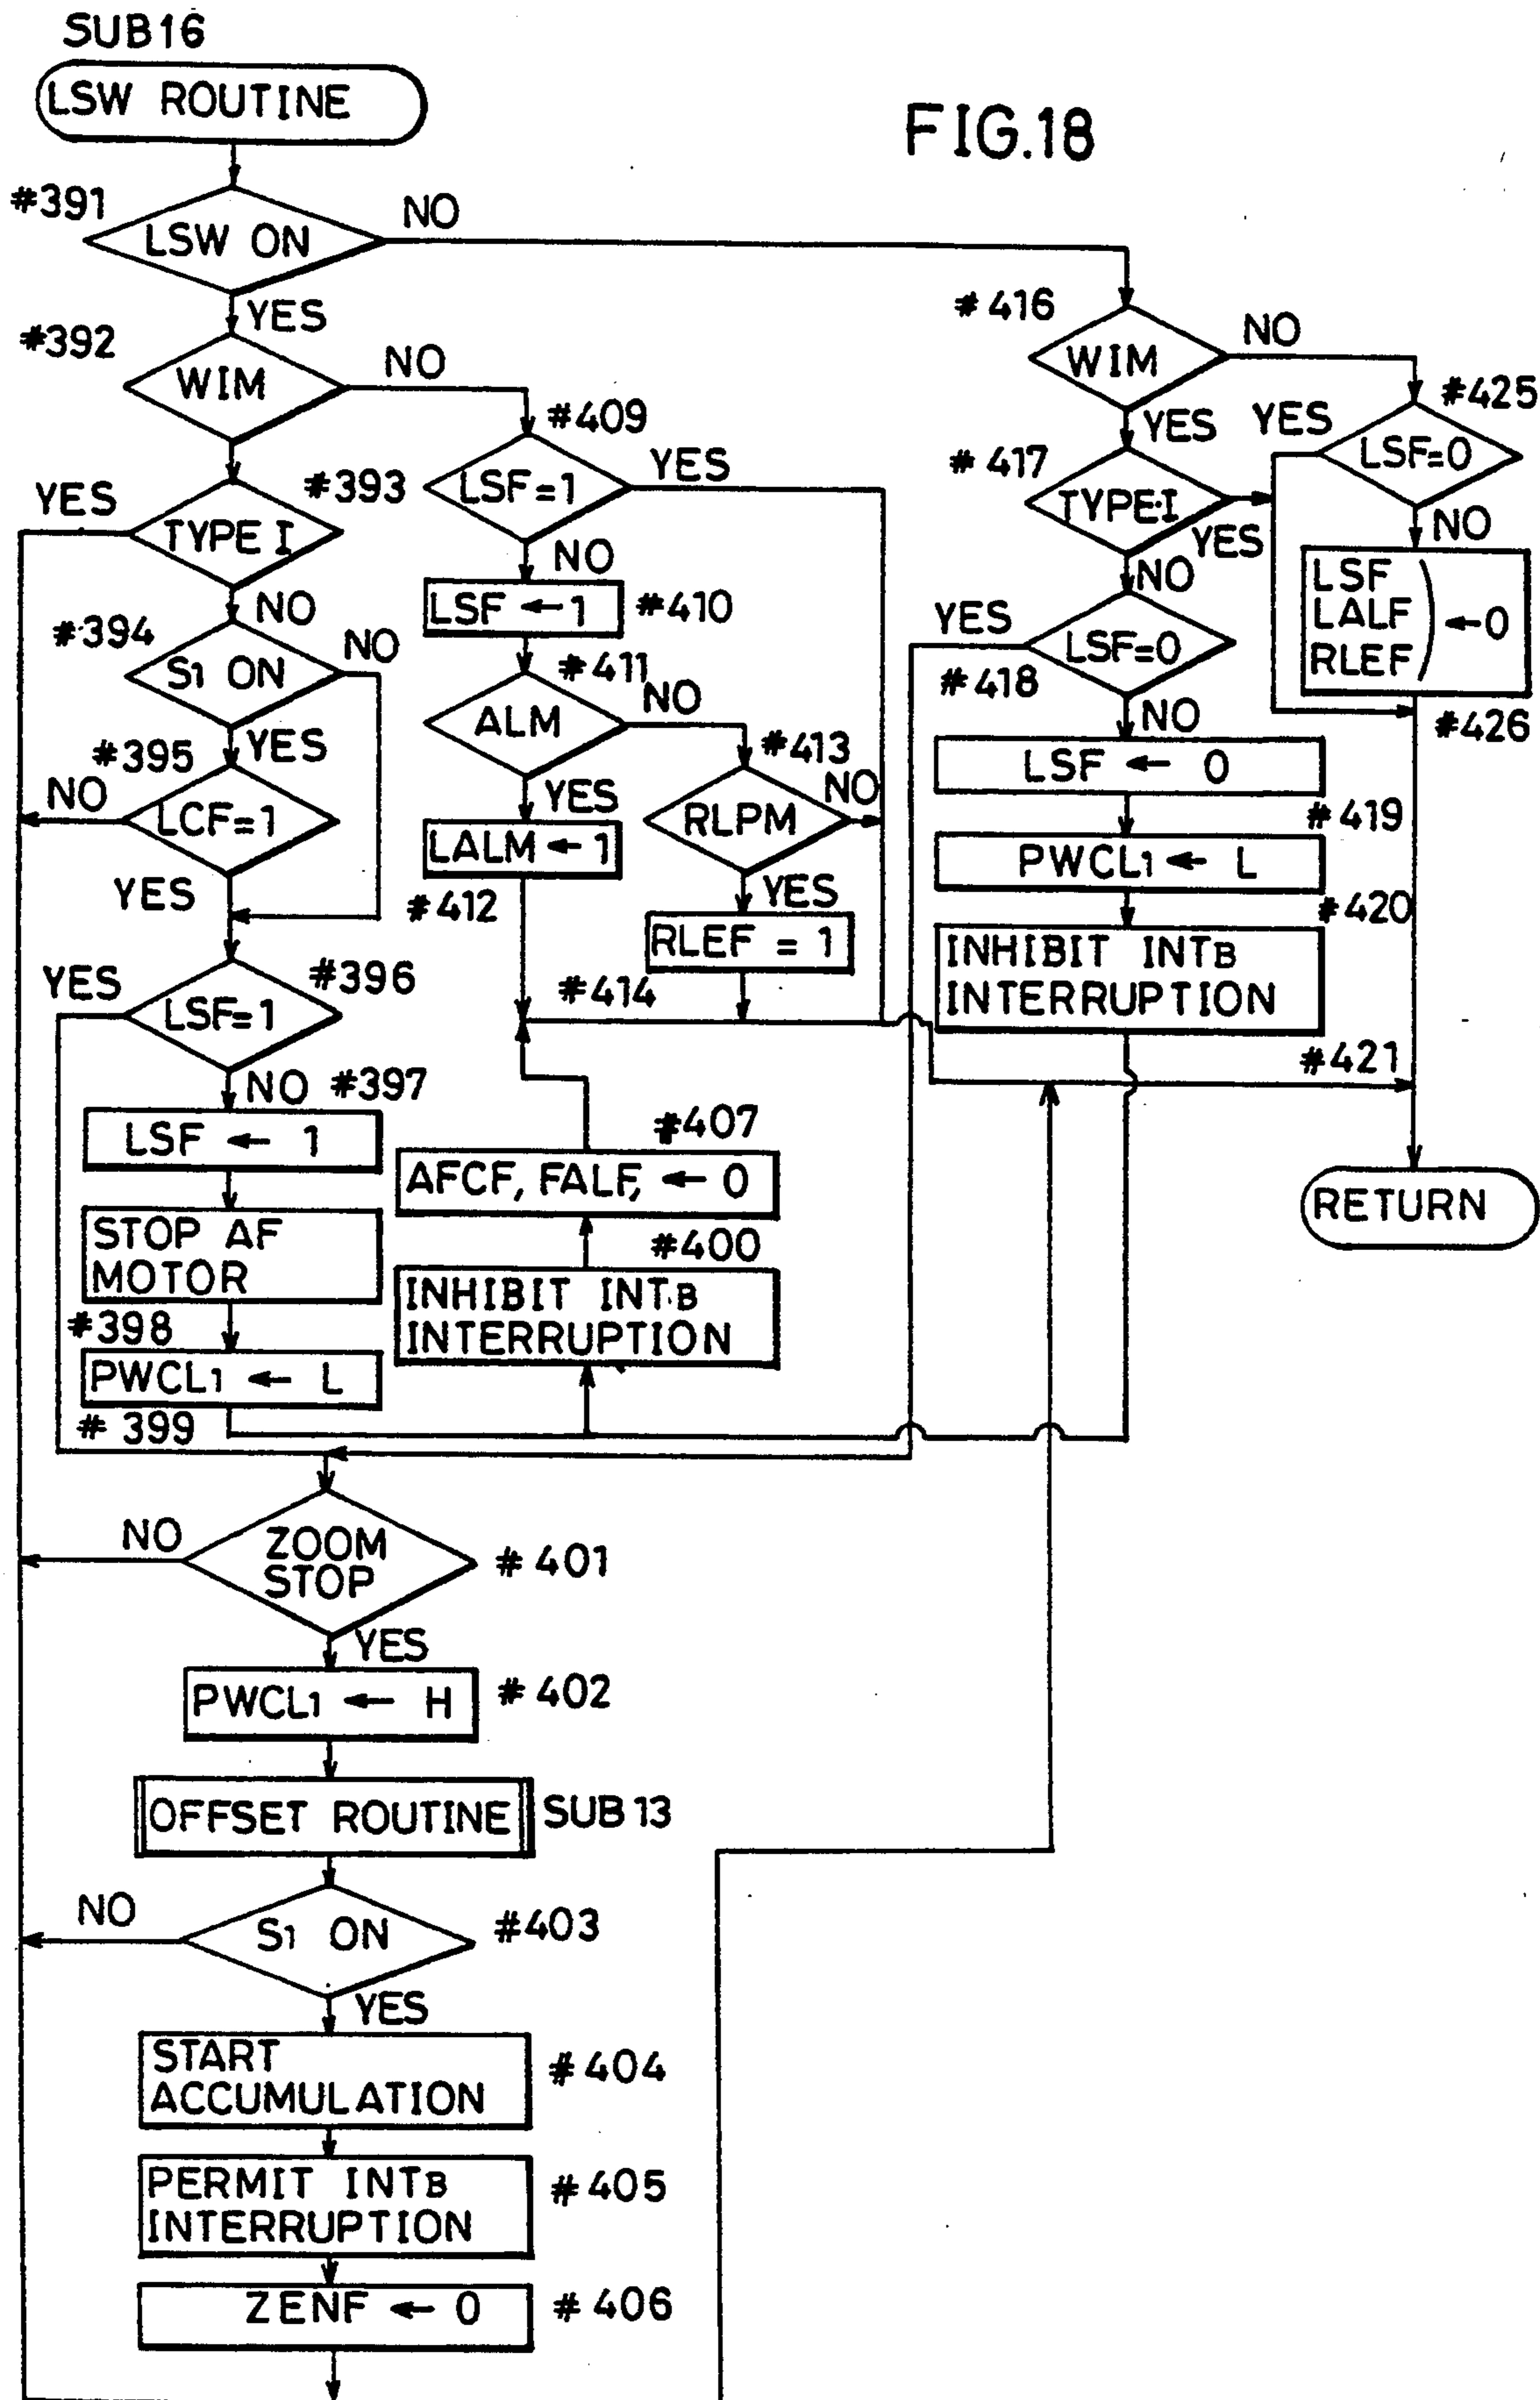 SUB16
LSW ROUTINE
FIG.18
#391
LSW ON
NO
YES
#392
WIM
NO
#393
YES
TYPE I
NO
#394
S1 ON
NO
YES
#395
NO
LCF=1
YES
#396
YES
LSF=1
NO
#397
LSF ← 1
STOP AF
MOTOR
#398
PWCL1 ← L
#399
#409
LSF=1
YES
NO
LSF ← 1
#410
#411
ALM
NO
YES
LALM ← 1
#412
#413
RLPM
NO
YES
RLEF = 1
#414
#407
AFCF, FALF, ← 0
#400
INHIBIT INTB
INTERRUPTION
#416
WIM
NO
YES
#417
TYPE I
YES
NO
YES
LSF=0
#418
NO
LSF ← 0
#419
PWCL1 ← L
#420
INHIBIT INTB
INTERRUPTION
#421
#425
YES
LSF=0
NO
LSF
LALF
RLEF
) ← 0
#426
RETURN
NO
ZOOM
STOP
#401
YES
PWCL1 ← H
#402
OFFSET ROUTINE
SUB 13
NO
S1 ON
#403
YES
START
ACCUMULATION
#404
PERMIT INTB
INTERRUPTION
#405
ZENF ← 0
#406